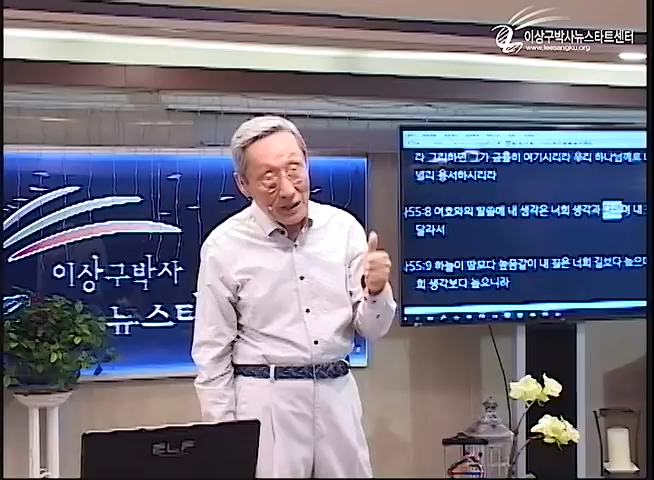 이상구박사뉴스타트센터
www.leesangku.org
라 그리하면 그가 긍휼히 여기시리라 우리 하나님께로
널리 용서하시리라
55:8 여호와의 말씀에 내 생각은 너희 생각과 내
달라서
55:9 하늘이 땅보다 높음같이 내 길은 너희 길보다 높으며
희 생각보다 높으니라
이상구박사
뉴스타